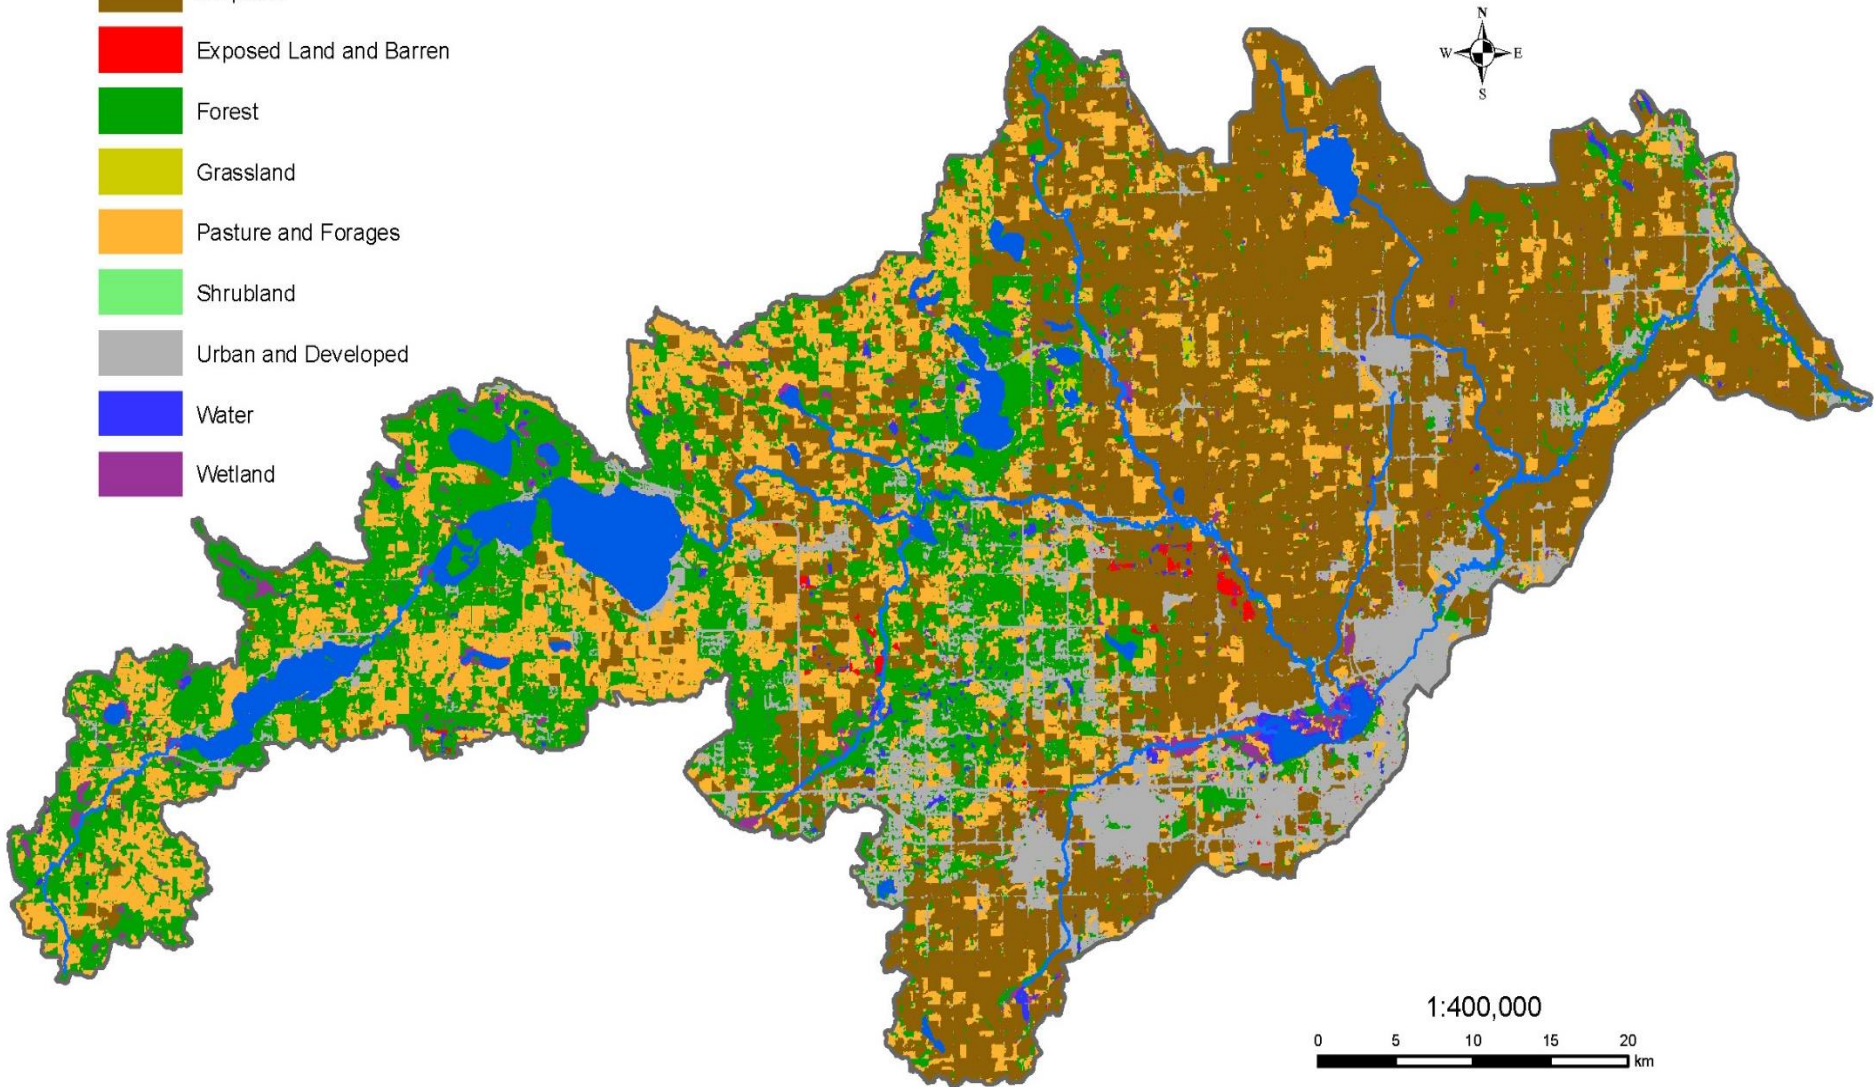 Exposed Land and Barren
Forest
Grassland
Pasture and Forages
Shrubland
Urban and Developed
Water
Wetland
N
W E
S
1:400,000
0 5 10 15 20
km